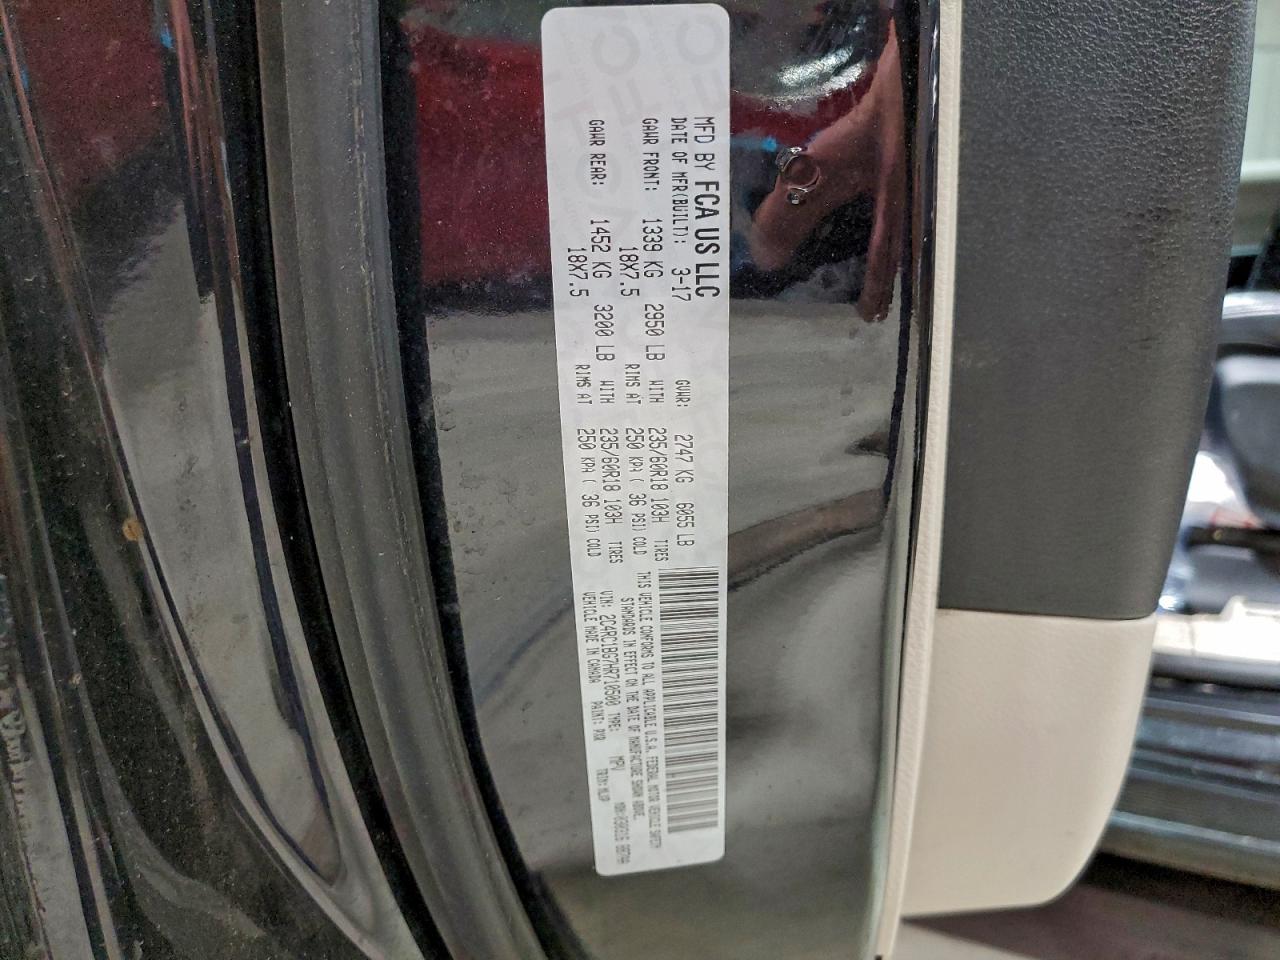 MFD BY FCA US LLC
DATE OF MFR(BUILT): 3-17 GVWR: 2747 KG 6055 LB
GAWR FRONT: 1339 KG 2950 LB WITH 235/60R18 103H TIRES
18X7.5 RIMS AT 250 KPA( 36 PSI) COLD
GAWR REAR: 1452 KG 3200 LB WITH 235/60R18 103H TIRES
18X7.5 RIMS AT 250 KPA( 36 PSI) COLD
THIS VEHICLE CONFORMS TO ALL APPLICABLE U.S.A. FEDERAL MOTOR VEHICLE SAFETY
STANDARDS IN EFFECT ON THE DATE OF MANUFACTURE SHOWN ABOVE.
VIN: 2C4RC1BG7HR710500 TYPE: MPV
VEHICLE MADE IN CANADA PAINT: PXR TRIM: